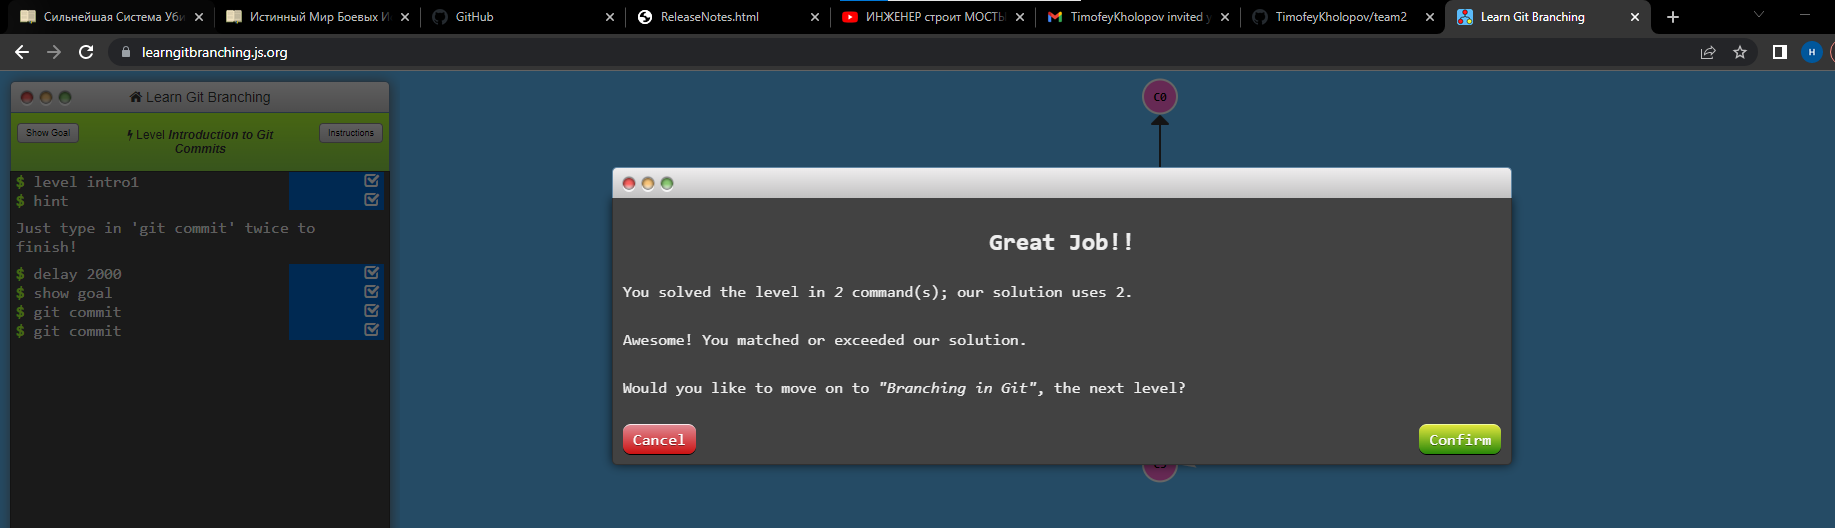 Сильнейшая Система Уби
Истинный Мир Боевых И
GitHub
ReleaseNotes.html
ИНЖЕНЕР строит МОСТЫ
TimofeyKholopov invited y
TimofeyKholopov/team2
Learn Git Branching
learngitbranching.js.org
H
Learn Git Branching
Show Goal
Level Introduction to Git
Commits
Instructions
$ level intro1
$ hint
Just type in 'git commit' twice to
finish!
$ delay 2000
$ show goal
$ git commit
$ git commit
C0
Great Job!!
You solved the level in 2 command(s); our solution uses 2.
Awesome! You matched or exceeded our solution.
Would you like to move on to "Branching in Git", the next level?
Cancel
Confirm